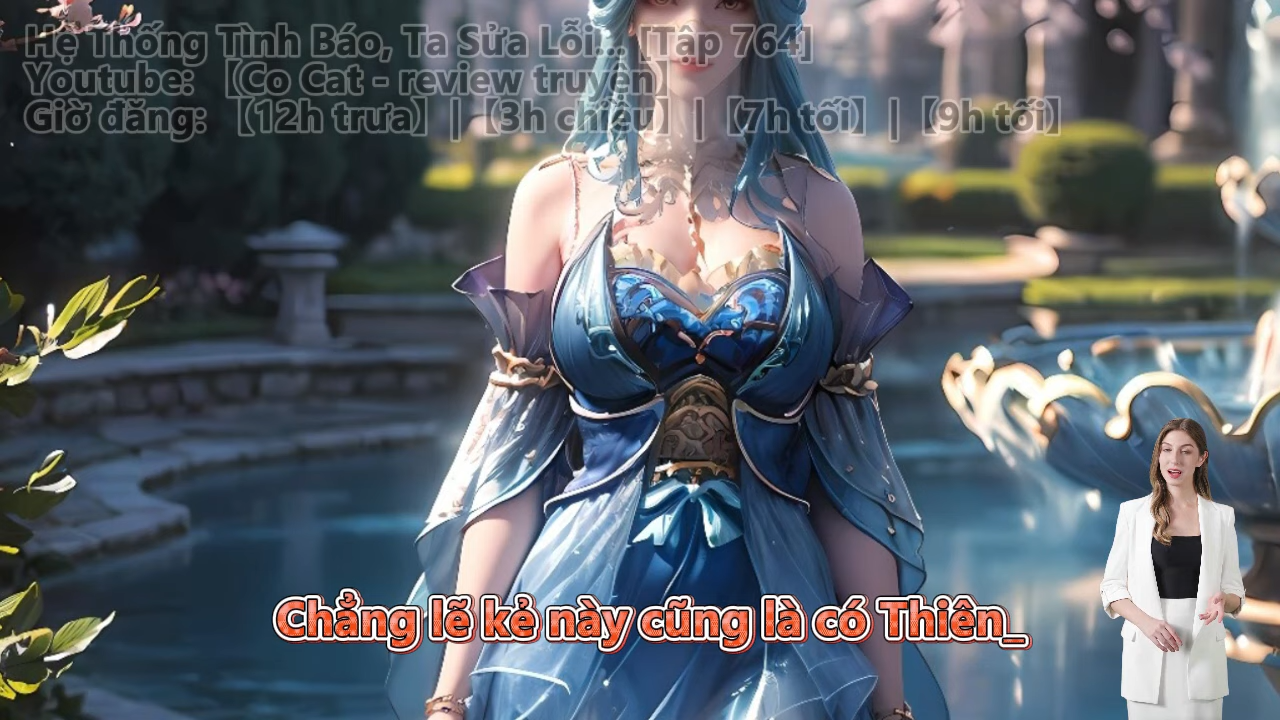 Hệ Thống Tình Báo, Ta Sửa Lỗi 【Tập 764】
Youtube: 【Co Cat - review truyện】
Giờ đăng: 【12h trưa】 | 【3h chiều】 | 【7h tối】 | 【9h tối】
Chẳng lẽ kẻ này cũng là có Thiên_